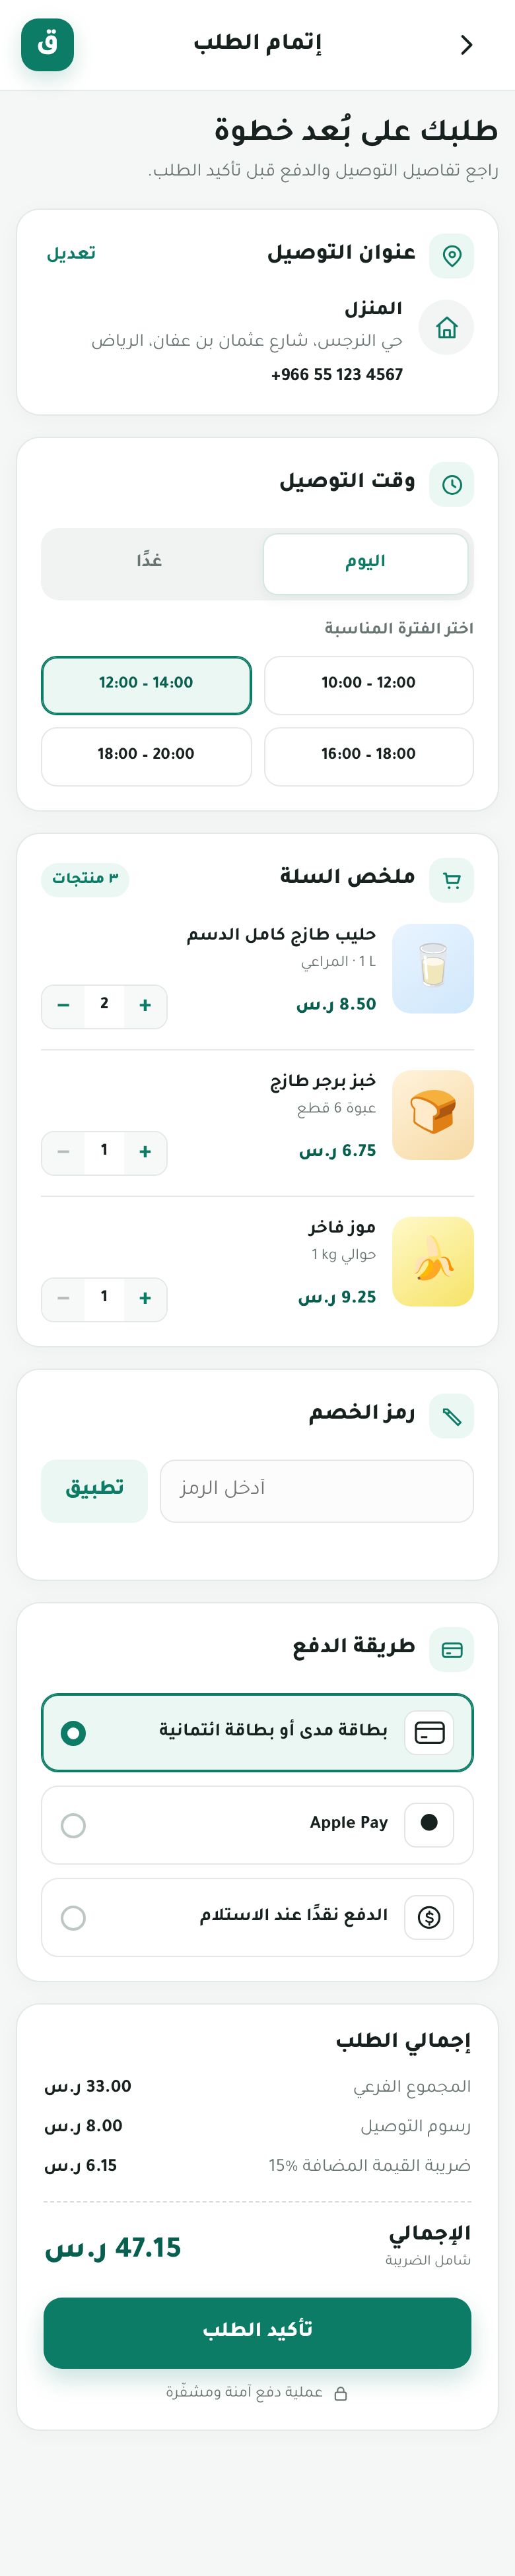 إتمام الطلب
ق
طلبك على بُعد خطوة
راجع تفاصيل التوصيل والدفع قبل تأكيد الطلب.
عنوان التوصيل
تعديل
المنزل
حي النرجس، شارع عثمان بن عفان، الرياض
+966 55 123 4567
وقت التوصيل
اليوم
غدًا
اختر الفترة المناسبة
10:00 – 12:00
12:00 – 14:00
16:00 – 18:00
18:00 – 20:00
ملخص السلة
٣ منتجات
حليب طازج كامل الدسم
المراعي · 1 L
8.50 ر.س
+ 2 −
خبز برجر طازج
عبوة 6 قطع
6.75 ر.س
+ 1 −
موز فاخر
حوالي 1 kg
9.25 ر.س
+ 1 −
رمز الخصم
أدخل الرمز
تطبيق
طريقة الدفع
بطاقة مدى أو بطاقة ائتمانية
Apple Pay
الدفع نقدًا عند الاستلام
إجمالي الطلب
المجموع الفرعي
33.00 ر.س
رسوم التوصيل
8.00 ر.س
ضريبة القيمة المضافة 15%
6.15 ر.س
الإجمالي
شامل الضريبة
47.15 ر.س
تأكيد الطلب
عملية دفع آمنة ومشفّرة